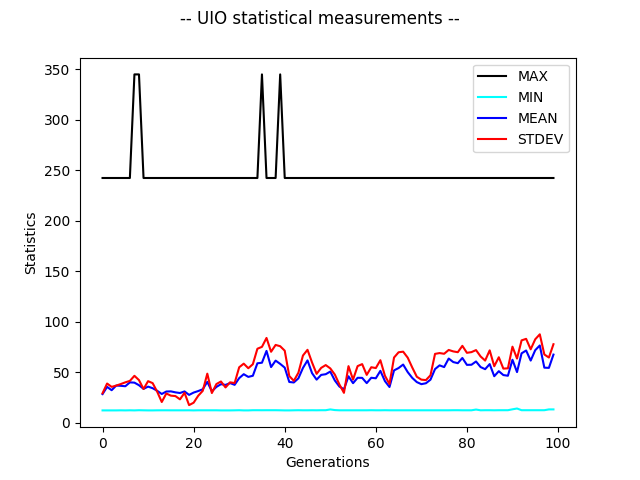 -- UIO statistical measurements --
350
300
250
200
150
100
50
0
Statistics
MAX
MIN
MEAN
STDEV
0 20 40 60 80 100
Generations